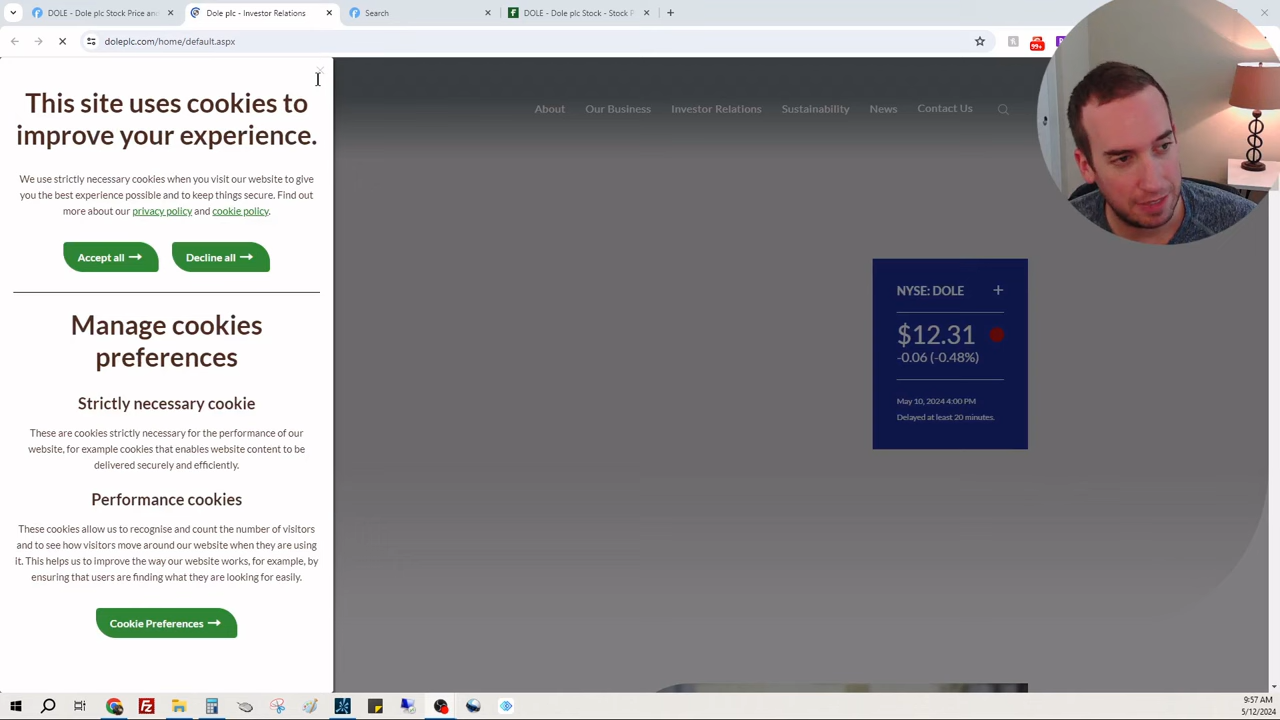 DOLE - Dole plc Stock Price and
Dole plc - Investor Relations
Search
DOLE - Dole plc Stock - Stock P
doleplc.com/home/default.aspx
99+
This site uses cookies to
improve your experience.
We use strictly necessary cookies when you visit our website to give
you the best experience possible and to keep things secure. Find out
more about our privacy policy and cookie policy.
Accept all
Decline all
Manage cookies
preferences
Strictly necessary cookie
These are cookies strictly necessary for the performance of our
website, for example cookies that enables website content to be
delivered securely and efficiently.
Performance cookies
These cookies allow us to recognise and count the number of visitors
and to see how visitors move around our website when they are using
it. This helps us to improve the way our website works, for example, by
ensuring that users are finding what they are looking for easily.
Cookie Preferences
About Our Business Investor Relations Sustainability News Contact Us
NYSE: DOLE +
$12.31
-0.06 (-0.48%)
May 10, 2024 4:00 PM
Delayed at least 20 minutes.
9:57 AM
5/12/2024